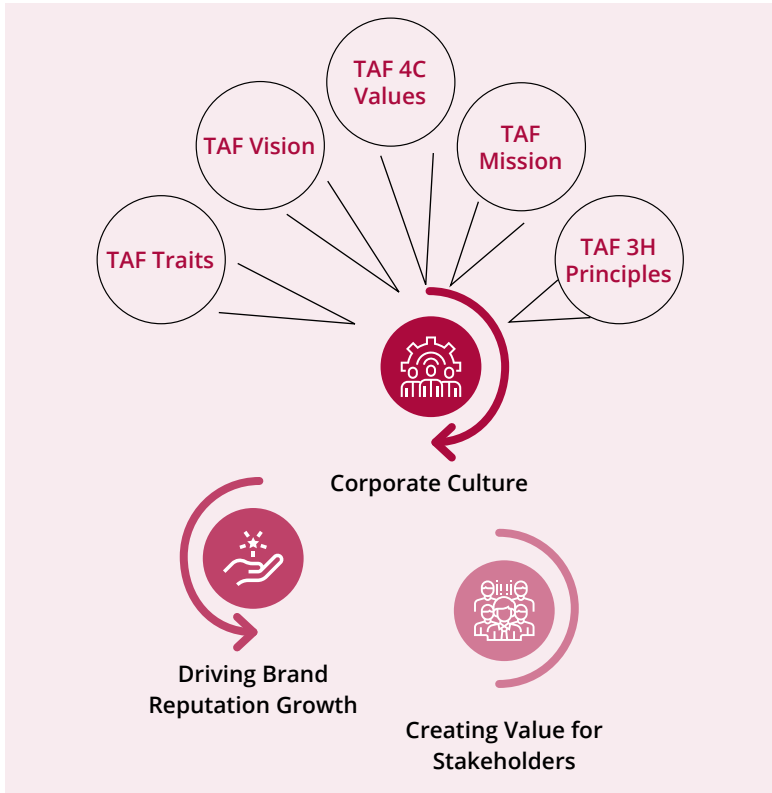 TAF 4C
Values
TAF Vision
TAF
Mission
TAF Traits
TAF 3H
Principles
Corporate Culture
Driving Brand
Reputation Growth
Creating Value for
Stakeholders